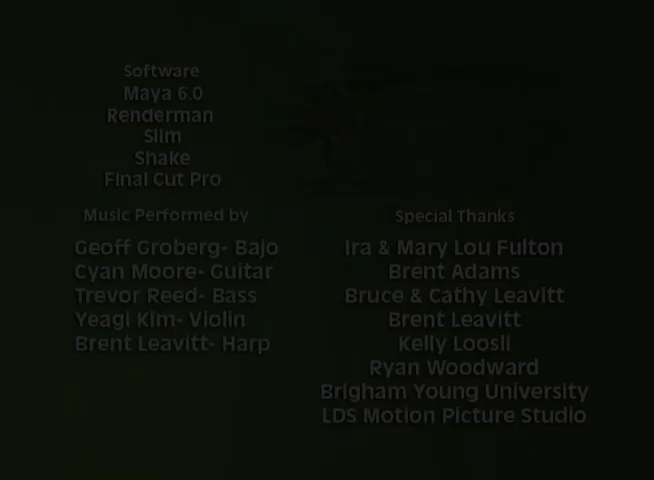 Software
Maya 6.0
Renderman
Slim
Shake
Final Cut Pro
Music Performed by
Geoff Groberg- Bajo
Cyan Moore- Guitar
Trevor Reed- Bass
Yeagi Kim- Violin
Brent Leavitt- Harp
Special Thanks
Ira & Mary Lou Fulton
Brent Adams
Bruce & Cathy Leavitt
Brent Leavitt
Kelly Loosli
Ryan Woodward
Brigham Young University
LDS Motion Picture Studio